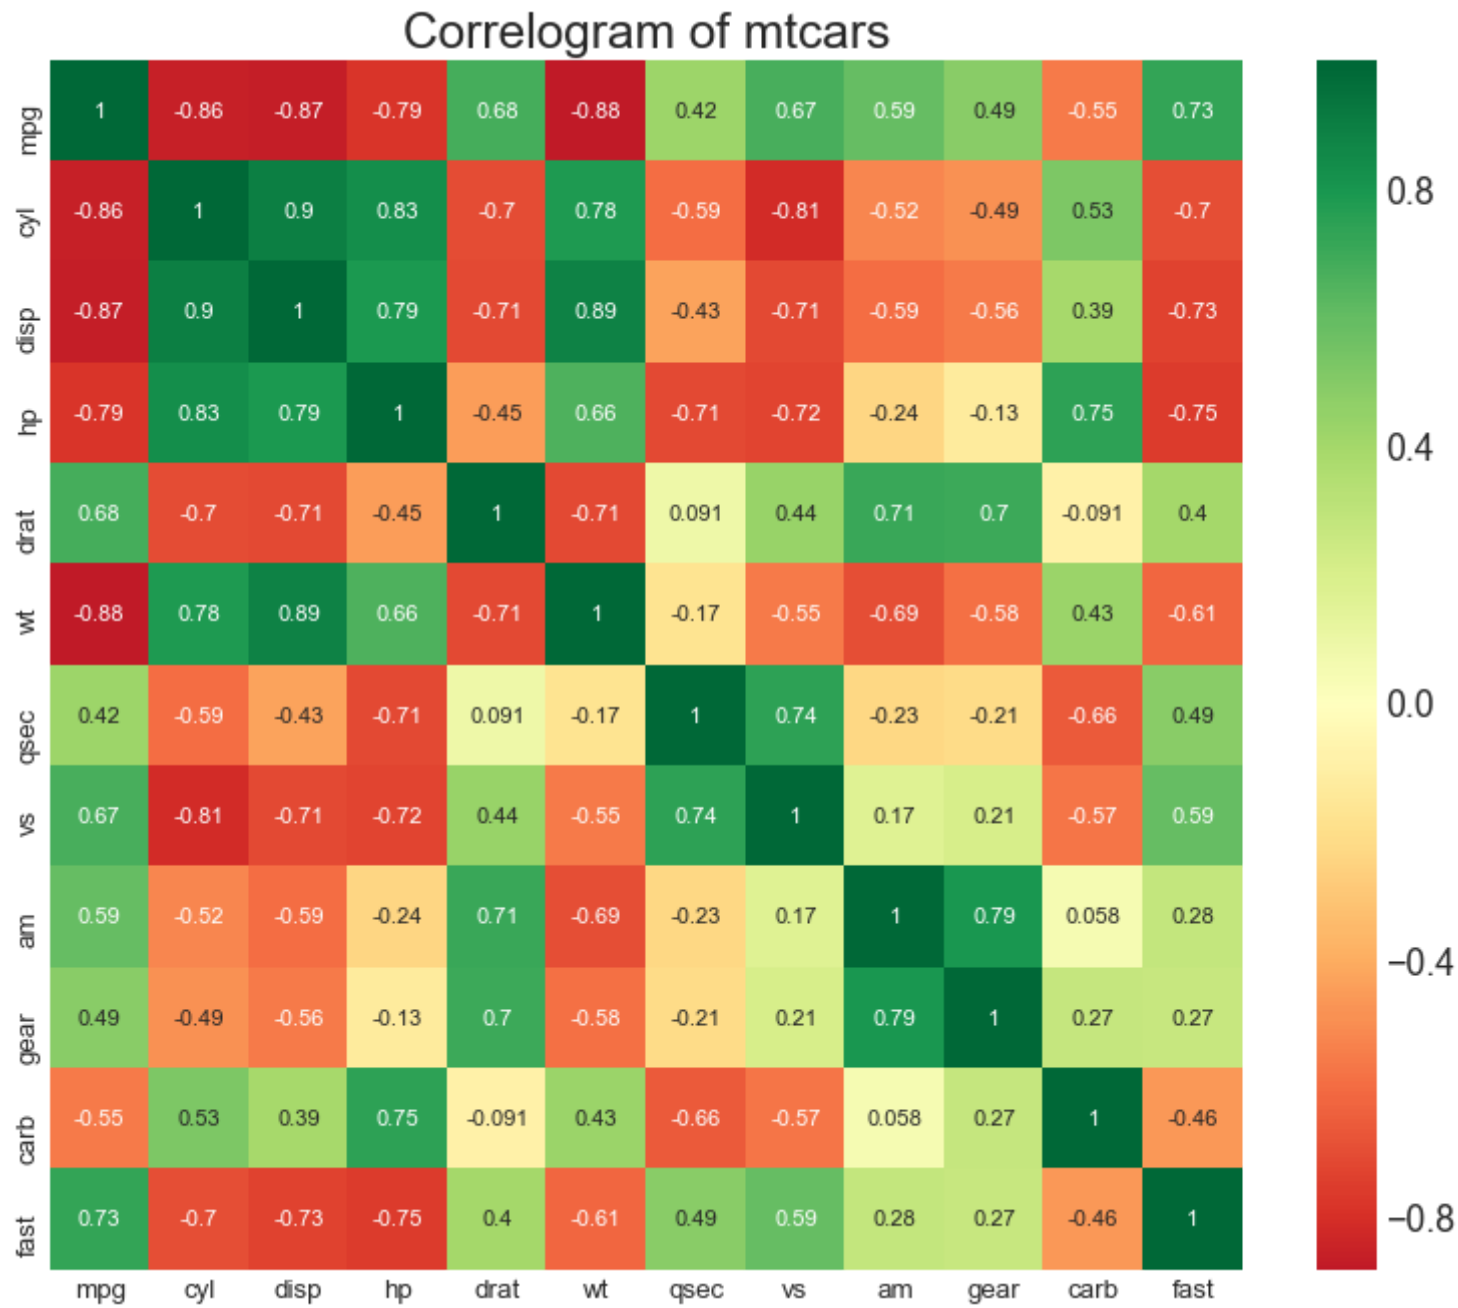 Correlogram of mtcars
mpg 1 -0.86 -0.87 -0.79 0.68 -0.88 0.42 0.67 0.59 0.49 -0.55 0.73
cyl -0.86 1 0.9 0.83 -0.7 0.78 -0.59 -0.81 -0.52 -0.49 0.53 -0.7
disp -0.87 0.9 1 0.79 -0.71 0.89 -0.43 -0.71 -0.59 -0.56 0.39 -0.73
hp -0.79 0.83 0.79 1 -0.45 0.66 -0.71 -0.72 -0.24 -0.13 0.75 -0.75
drat 0.68 -0.7 -0.71 -0.45 1 -0.71 0.091 0.44 0.71 0.7 -0.091 0.4
wt -0.88 0.78 0.89 0.66 -0.71 1 -0.17 -0.55 -0.69 -0.58 0.43 -0.61
qsec 0.42 -0.59 -0.43 -0.71 0.091 -0.17 1 0.74 -0.23 -0.21 -0.66 0.49
vs 0.67 -0.81 -0.71 -0.72 0.44 -0.55 0.74 1 0.17 0.21 -0.57 0.59
am 0.59 -0.52 -0.59 -0.24 0.71 -0.69 -0.23 0.17 1 0.79 0.058 0.28
gear 0.49 -0.49 -0.56 -0.13 0.7 -0.58 -0.21 0.21 0.79 1 0.27 0.27
carb -0.55 0.53 0.39 0.75 -0.091 0.43 -0.66 -0.57 0.058 0.27 1 -0.46
fast 0.73 -0.7 -0.73 -0.75 0.4 -0.61 0.49 0.59 0.28 0.27 -0.46 1
mpg cyl disp hp drat wt qsec vs am gear carb fast
0.8
0.4
0.0
−0.4
−0.8